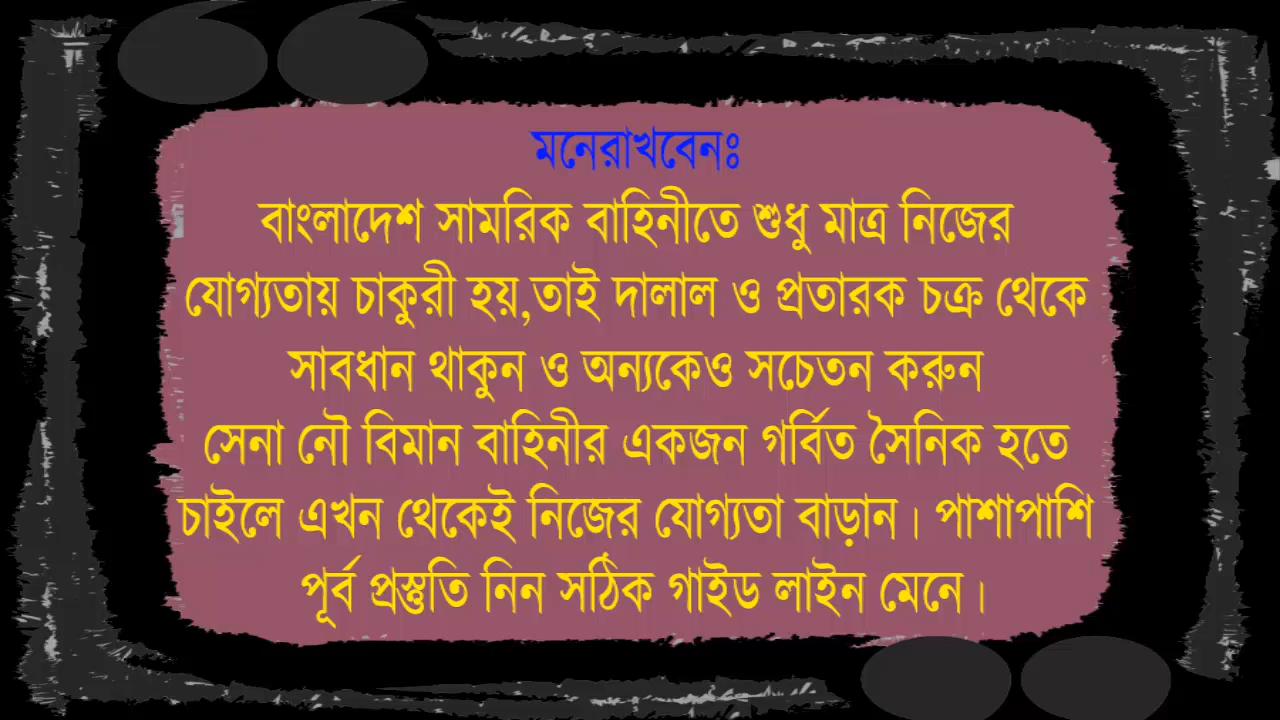 মনেরাখবেনঃ
বাংলাদেশ সামরিক বাহিনীতে শুধু মাত্র নিজের
যোগ্যতায় চাকুরী হয়,তাই দালাল ও প্রতারক চক্র থেকে
সাবধান থাকুন ও অন্যকেও সচেতন করুন
সেনা নৌ বিমান বাহিনীর একজন গর্বিত সৈনিক হতে
চাইলে এখন থেকেই নিজের যোগ্যতা বাড়ান। পাশাপাশি
পূর্ব প্রস্তুতি নিন সঠিক গাইড লাইন মেনে।